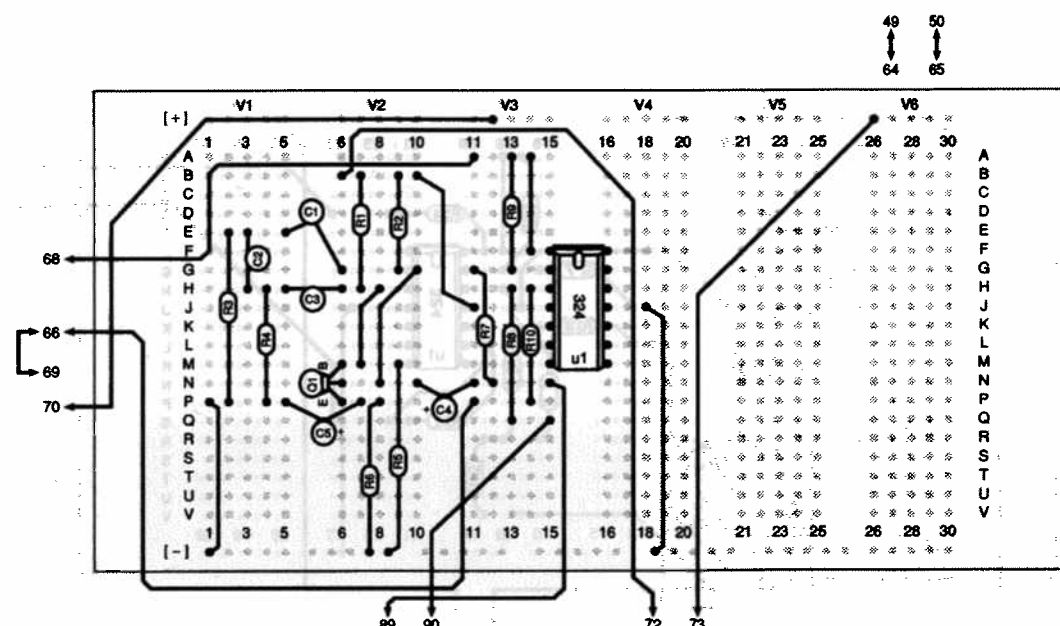 49 50
64 65
V1 V2 V3 V4 V5 V6
[+]
1 3 5 6 8 10 11 13 15 16 18 20 21 23 25 26 28 30
A A
B B
C C
D D
E E
F F
G G
H H
J J
K K
L L
M M
N N
P P
Q Q
R R
S S
T T
U U
V V
C1 R1 R2 R9
68
C2
C3
R3 R4
R7 R8 R10
324
u1
66
69
70
B
Q1
E
C4
+
C5
+
R6 R5
1 3 5 6 8 10 11 13 15 16 18 20 21 23 25 26 28 30
[-]
89 90 72 73